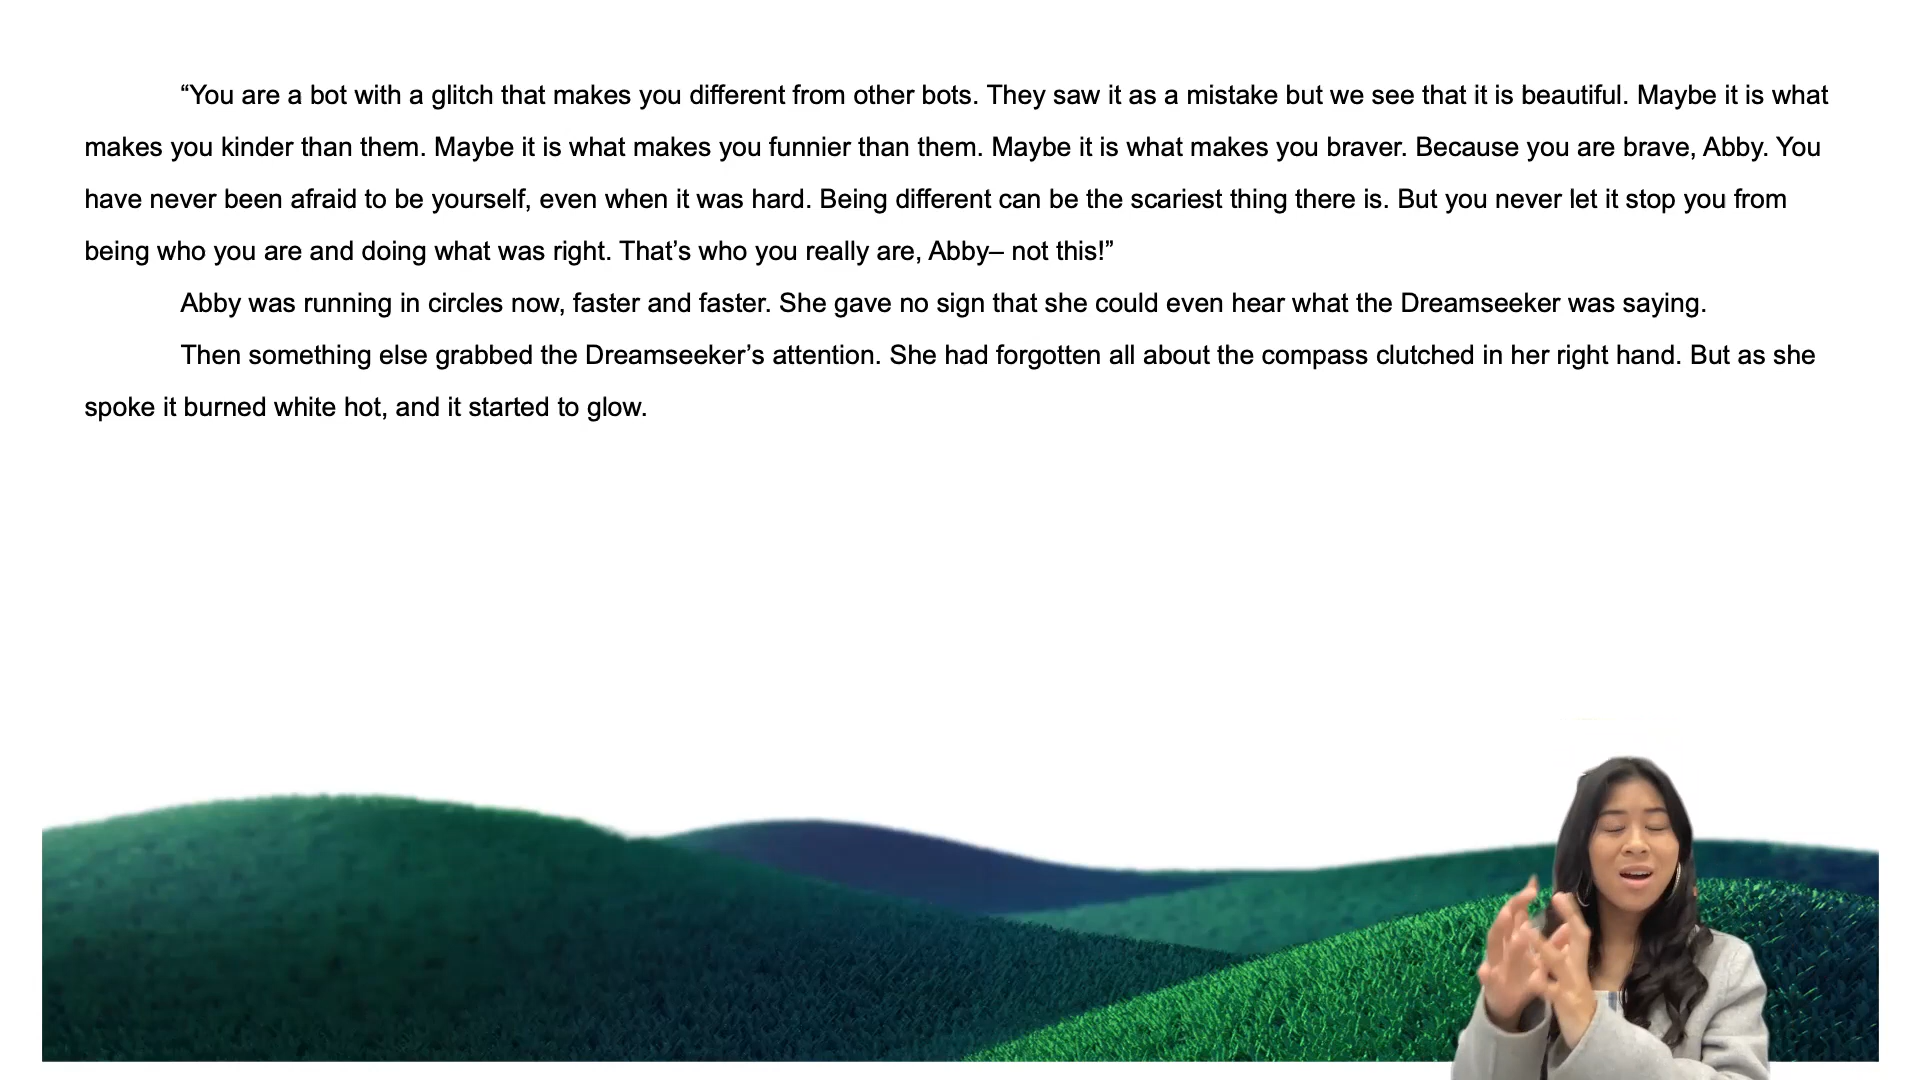 “You are a bot with a glitch that makes you different from other bots. They saw it as a mistake but we see that it is beautiful. Maybe it is what
makes you kinder than them. Maybe it is what makes you funnier than them. Maybe it is what makes you braver. Because you are brave, Abby. You
have never been afraid to be yourself, even when it was hard. Being different can be the scariest thing there is. But you never let it stop you from
being who you are and doing what was right. That’s who you really are, Abby– not this!”
Abby was running in circles now, faster and faster. She gave no sign that she could even hear what the Dreamseeker was saying.
Then something else grabbed the Dreamseeker’s attention. She had forgotten all about the compass clutched in her right hand. But as she
spoke it burned white hot, and it started to glow.